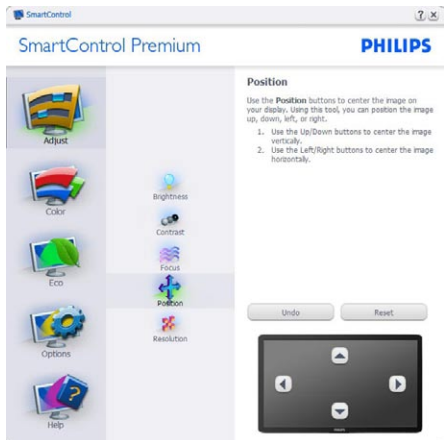 SmartControl
SmartControl Premium
PHILIPS
Adjust
Color
Eco
Options
Help
Brightness
Contrast
Focus
Position
Resolution
Position
Use the Position buttons to center the image on
your display. Using this tool, you can position the image
up, down, left, or right.
1. Use the Up/Down buttons to center the image
vertically.
2. Use the Left/Right buttons to center the image
horizontally.
Undo
Reset
PHILIPS